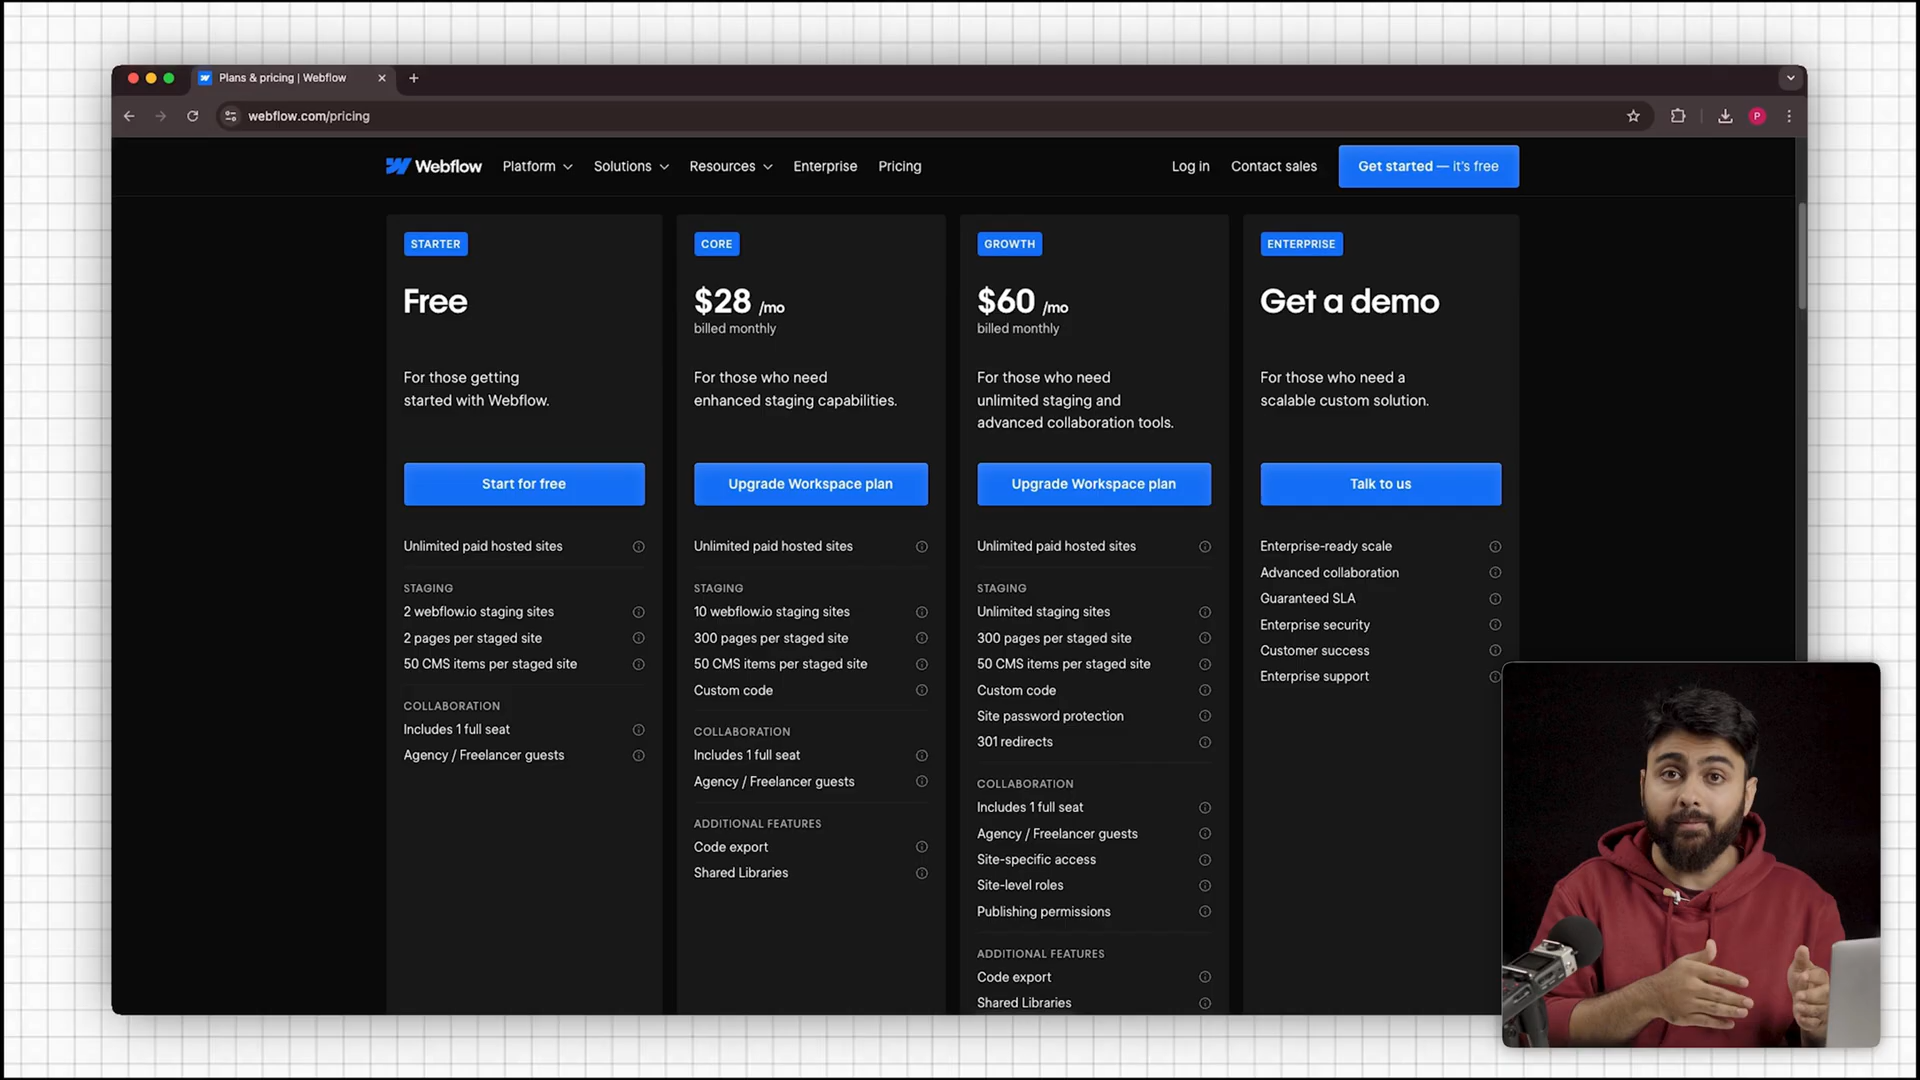 Plans & pricing | Webflow
webflow.com/pricing
P
Webflow
Platform
Solutions
Resources
Enterprise
Pricing
Log in
Contact sales
Get started — it's free
STARTER
Free
For those getting
started with Webflow.
Start for free
Unlimited paid hosted sites
STAGING
2 webflow.io staging sites
2 pages per staged site
50 CMS items per staged site
COLLABORATION
Includes 1 full seat
Agency / Freelancer guests
CORE
$28 /mo
billed monthly
For those who need
enhanced staging capabilities.
Upgrade Workspace plan
Unlimited paid hosted sites
STAGING
10 webflow.io staging sites
300 pages per staged site
50 CMS items per staged site
Custom code
COLLABORATION
Includes 1 full seat
Agency / Freelancer guests
ADDITIONAL FEATURES
Code export
Shared Libraries
GROWTH
$60 /mo
billed monthly
For those who need
unlimited staging and
advanced collaboration tools.
Upgrade Workspace plan
Unlimited paid hosted sites
STAGING
Unlimited staging sites
300 pages per staged site
50 CMS items per staged site
Custom code
Site password protection
301 redirects
COLLABORATION
Includes 1 full seat
Agency / Freelancer guests
Site-specific access
Site-level roles
Publishing permissions
ADDITIONAL FEATURES
Code export
Shared Libraries
ENTERPRISE
Get a demo
For those who need a
scalable custom solution.
Talk to us
Enterprise-ready scale
Advanced collaboration
Guaranteed SLA
Enterprise security
Customer success
Enterprise support